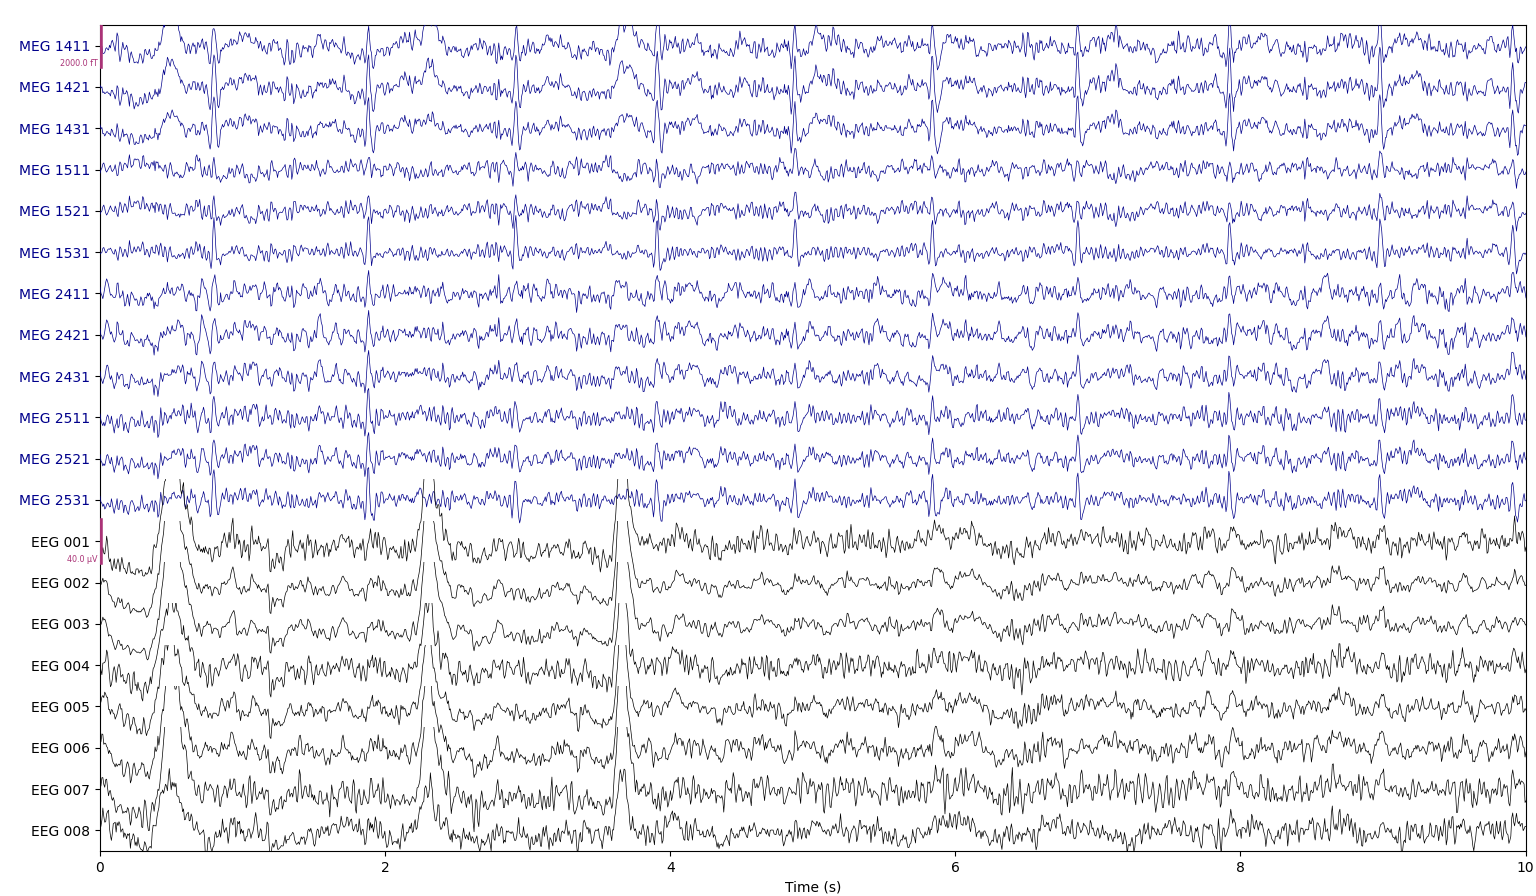 MEG 1411
2000.0 fT
MEG 1421
MEG 1431
MEG 1511
MEG 1521
MEG 1531
MEG 2411
MEG 2421
MEG 2431
MEG 2511
MEG 2521
MEG 2531
EEG 001
40.0 µV
EEG 002
EEG 003
EEG 004
EEG 005
EEG 006
EEG 007
EEG 008
0 2 4 6 8 10
Time (s)